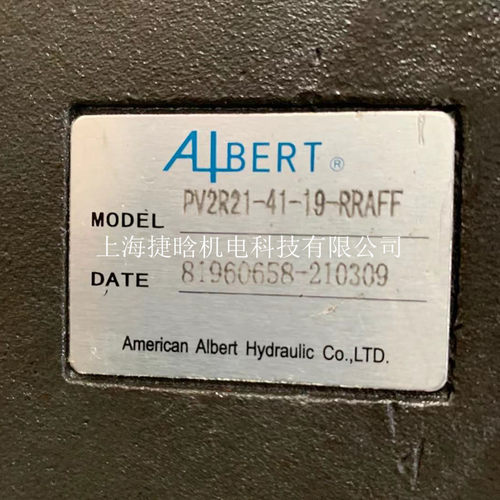 ALBERT®
MODEL PV2R21-41-19-RRAFF
上海捷晗机电科技有限公司
DATE 81960658-210309
American Albert Hydraulic Co.,LTD.